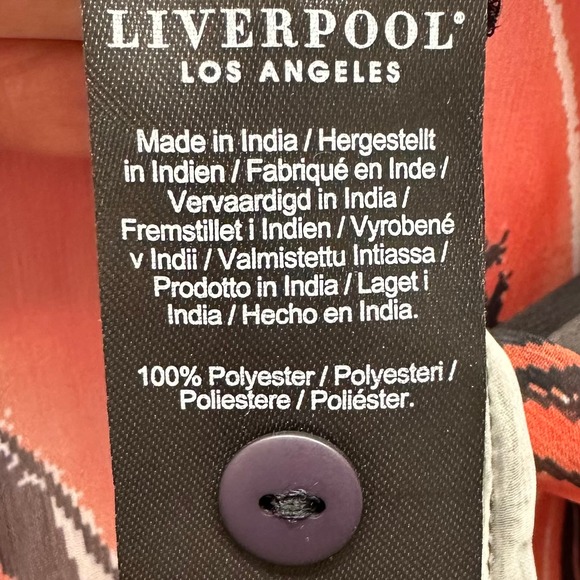 LIVERPOOL®
LOS ANGELES
Made in India / Hergestellt
in Indien / Fabriqué en Inde /
Vervaardigd in India /
Fremstillet i Indien / Vyrobené
v Indii / Valmistettu Intiassa /
Prodotto in India / Laget i
India / Hecho en India.
100% Polyester / Polyesteri /
Poliestere / Poliéster.